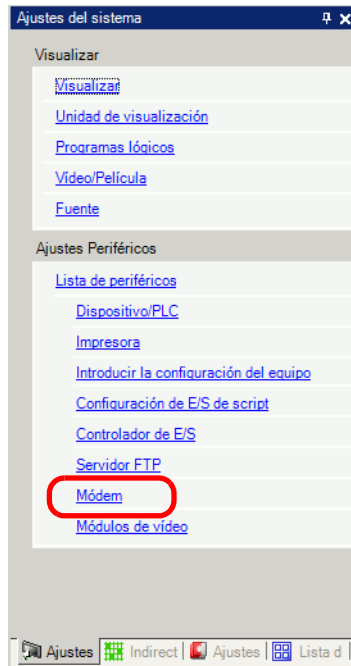 Ajustes del sistema
Visualizar
Visualizar
Unidad de visualización
Programas lógicos
Vídeo/Película
Fuente
Ajustes Periféricos
Lista de periféricos
Dispositivo/PLC
Impresora
Introducir la configuración del equipo
Configuración de E/S de script
Controlador de E/S
Servidor FTP
Módem
Módulos de vídeo
Ajustes Indirect Ajustes Lista d